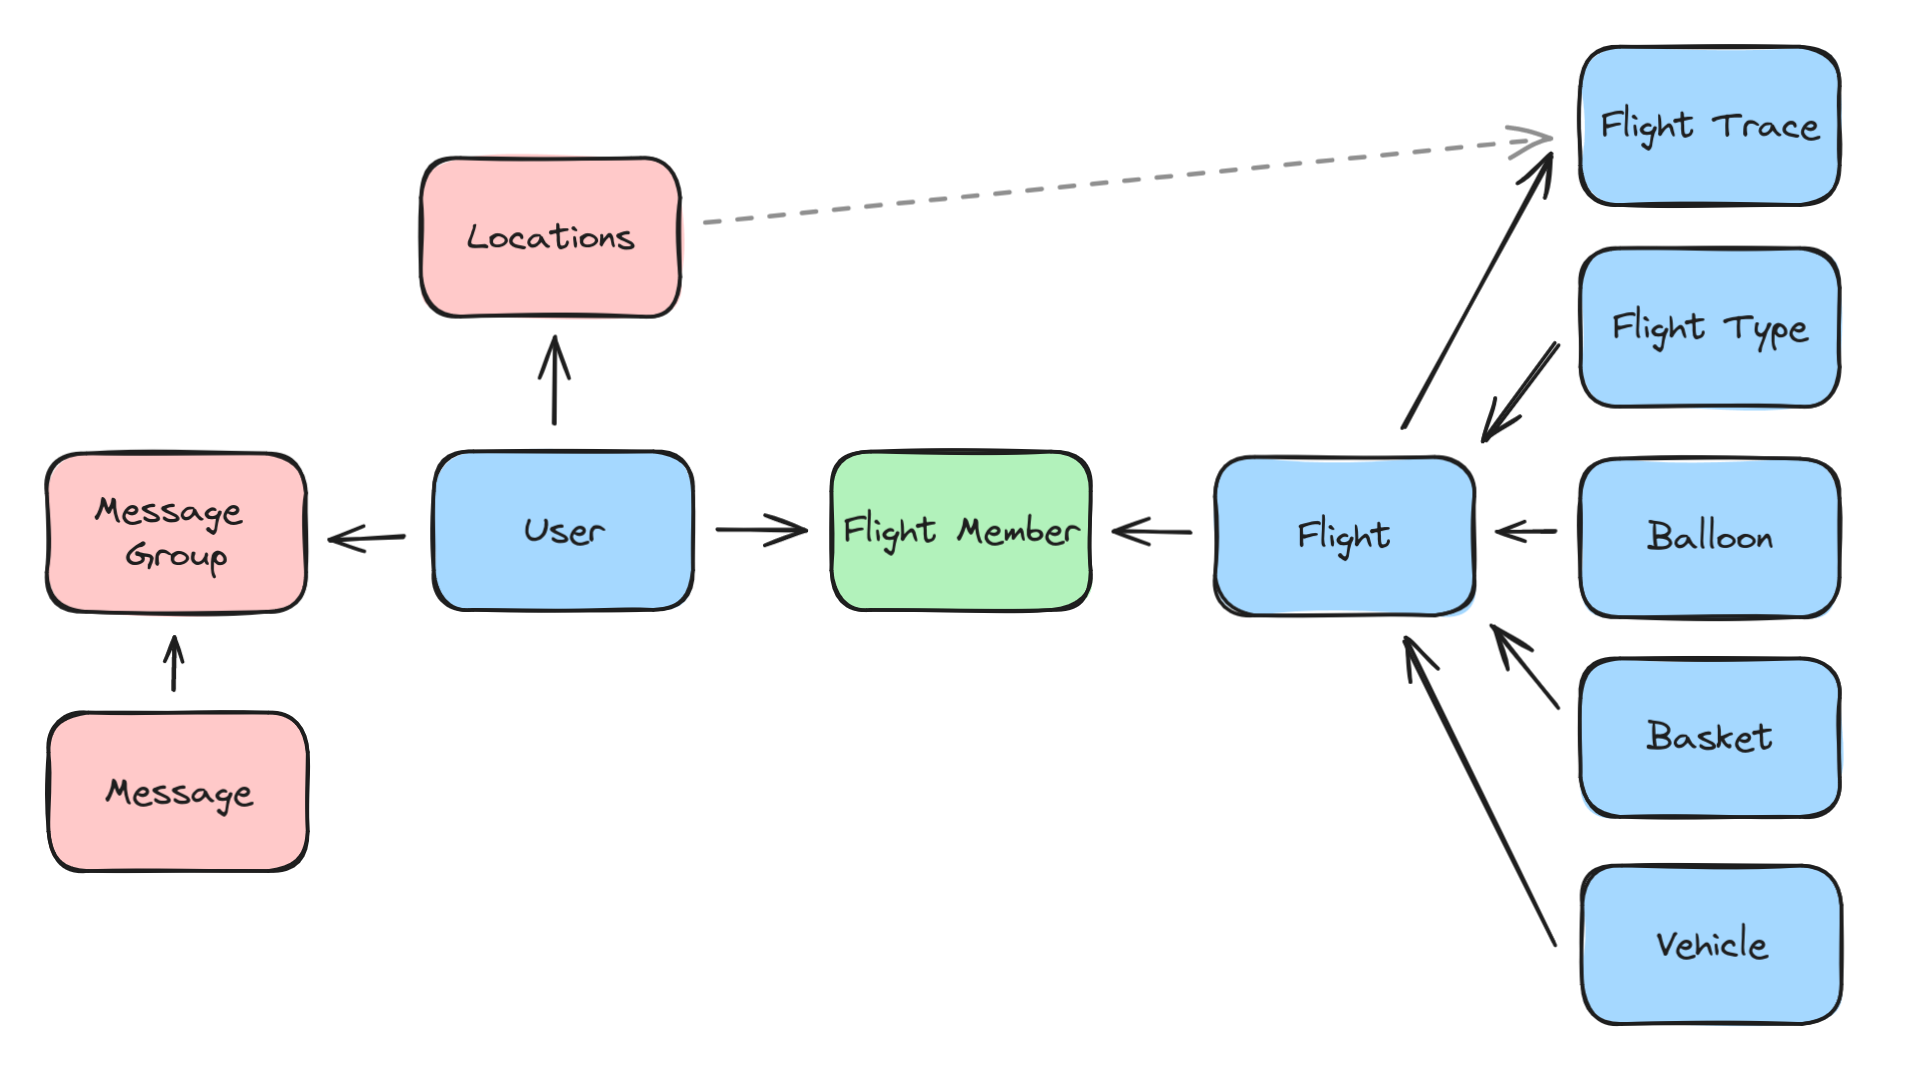 Flight Trace
Locations
Flight Type
Message
Group
User
Flight Member
Flight
Balloon
Basket
Message
Vehicle